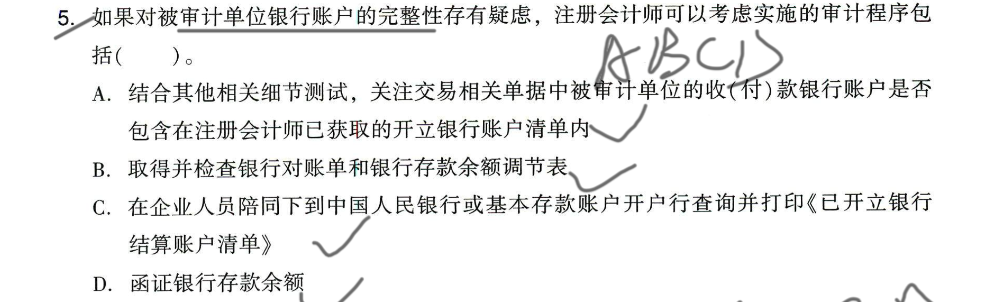 5. 如果对被审计单位银行账户的完整性存有疑虑，注册会计师可以考虑实施的审计程序包
括(　　)。
ABCD
A. 结合其他相关细节测试，关注交易相关单据中被审计单位的收(付)款银行账户是否
包含在注册会计师已获取的开立银行账户清单内
B. 取得并检查银行对账单和银行存款余额调节表
C. 在企业人员陪同下到中国人民银行或基本存款账户开户行查询并打印《已开立银行
结算账户清单》
D. 函证银行存款余额